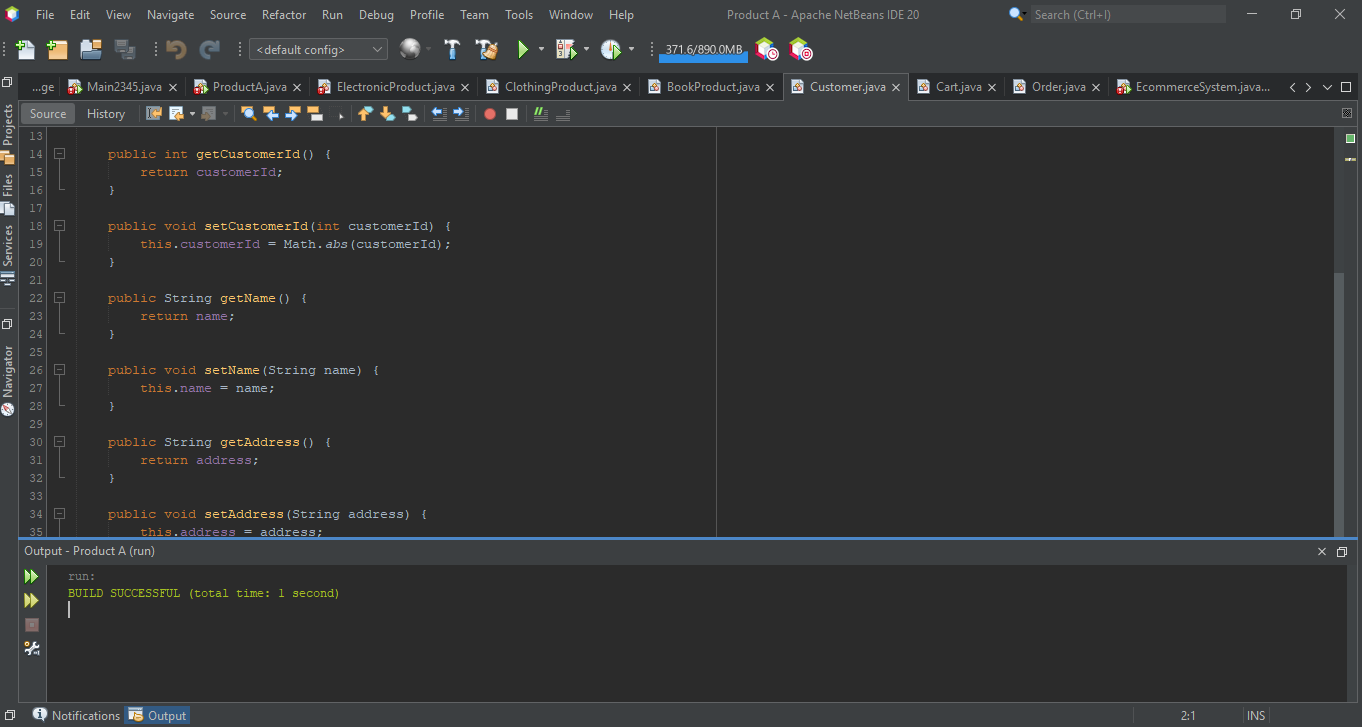 File Edit View Navigate Source Refactor Run Debug Profile Team Tools Window Help Product A - Apache NetBeans IDE 20 Search (Ctrl+I)
<default config> 371.6/890.0MB
...ge Main2345.java ProductA.java ElectronicProduct.java ClothingProduct.java BookProduct.java Customer.java Cart.java Order.java EcommerceSystem.java...
Source History
Projects
Files
Services
Navigator
13
14 public int getCustomerId() {
15 return customerId;
16 }
17
18 public void setCustomerId(int customerId) {
19 this.customerId = Math.abs(customerId);
20 }
21
22 public String getName() {
23 return name;
24 }
25
26 public void setName(String name) {
27 this.name = name;
28 }
29
30 public String getAddress() {
31 return address;
32 }
33
34 public void setAddress(String address) {
35 this.address = address;
Output - Product A (run)
run:
BUILD SUCCESSFUL (total time: 1 second)
Notifications Output 2:1 INS